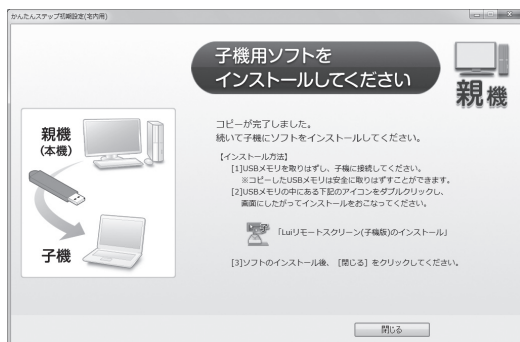 かんたんステップ初期設定(宅内用)
子機用ソフトを
インストールしてください
親機
親機
(本機)
子機
コピーが完了しました。
続いて子機にソフトをインストールしてください。
【インストール方法】
[1]USBメモリを取りはずし、子機に接続してください。
※コピーしたUSBメモリは安全に取りはずすことができます。
[2]USBメモリの中にある下記のアイコンをダブルクリックし、
画面にしたがってインストールをおこなってください。
「Luiリモートスクリーン(子機版)のインストール」
[3]ソフトのインストール後、[閉じる]をクリックしてください。
閉じる